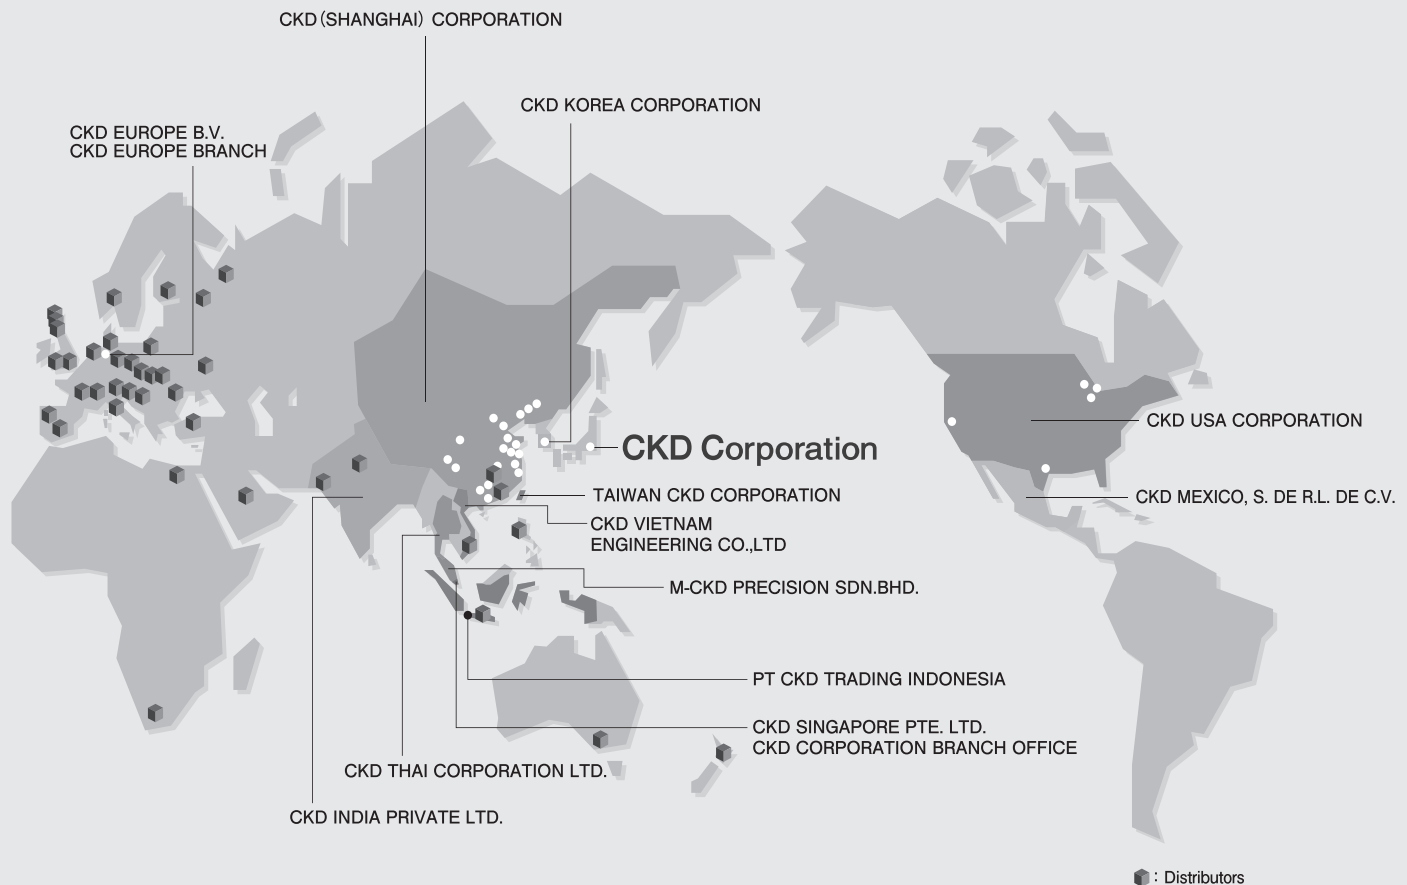 CKD(SHANGHAI) CORPORATION
CKD KOREA CORPORATION
CKD EUROPE B.V.
CKD EUROPE BRANCH
CKD USA CORPORATION
CKD Corporation
TAIWAN CKD CORPORATION
CKD MEXICO, S. DE R.L. DE C.V.
CKD VIETNAM
ENGINEERING CO.,LTD
M-CKD PRECISION SDN.BHD.
PT CKD TRADING INDONESIA
CKD SINGAPORE PTE. LTD.
CKD CORPORATION BRANCH OFFICE
CKD THAI CORPORATION LTD.
CKD INDIA PRIVATE LTD.
: Distributors